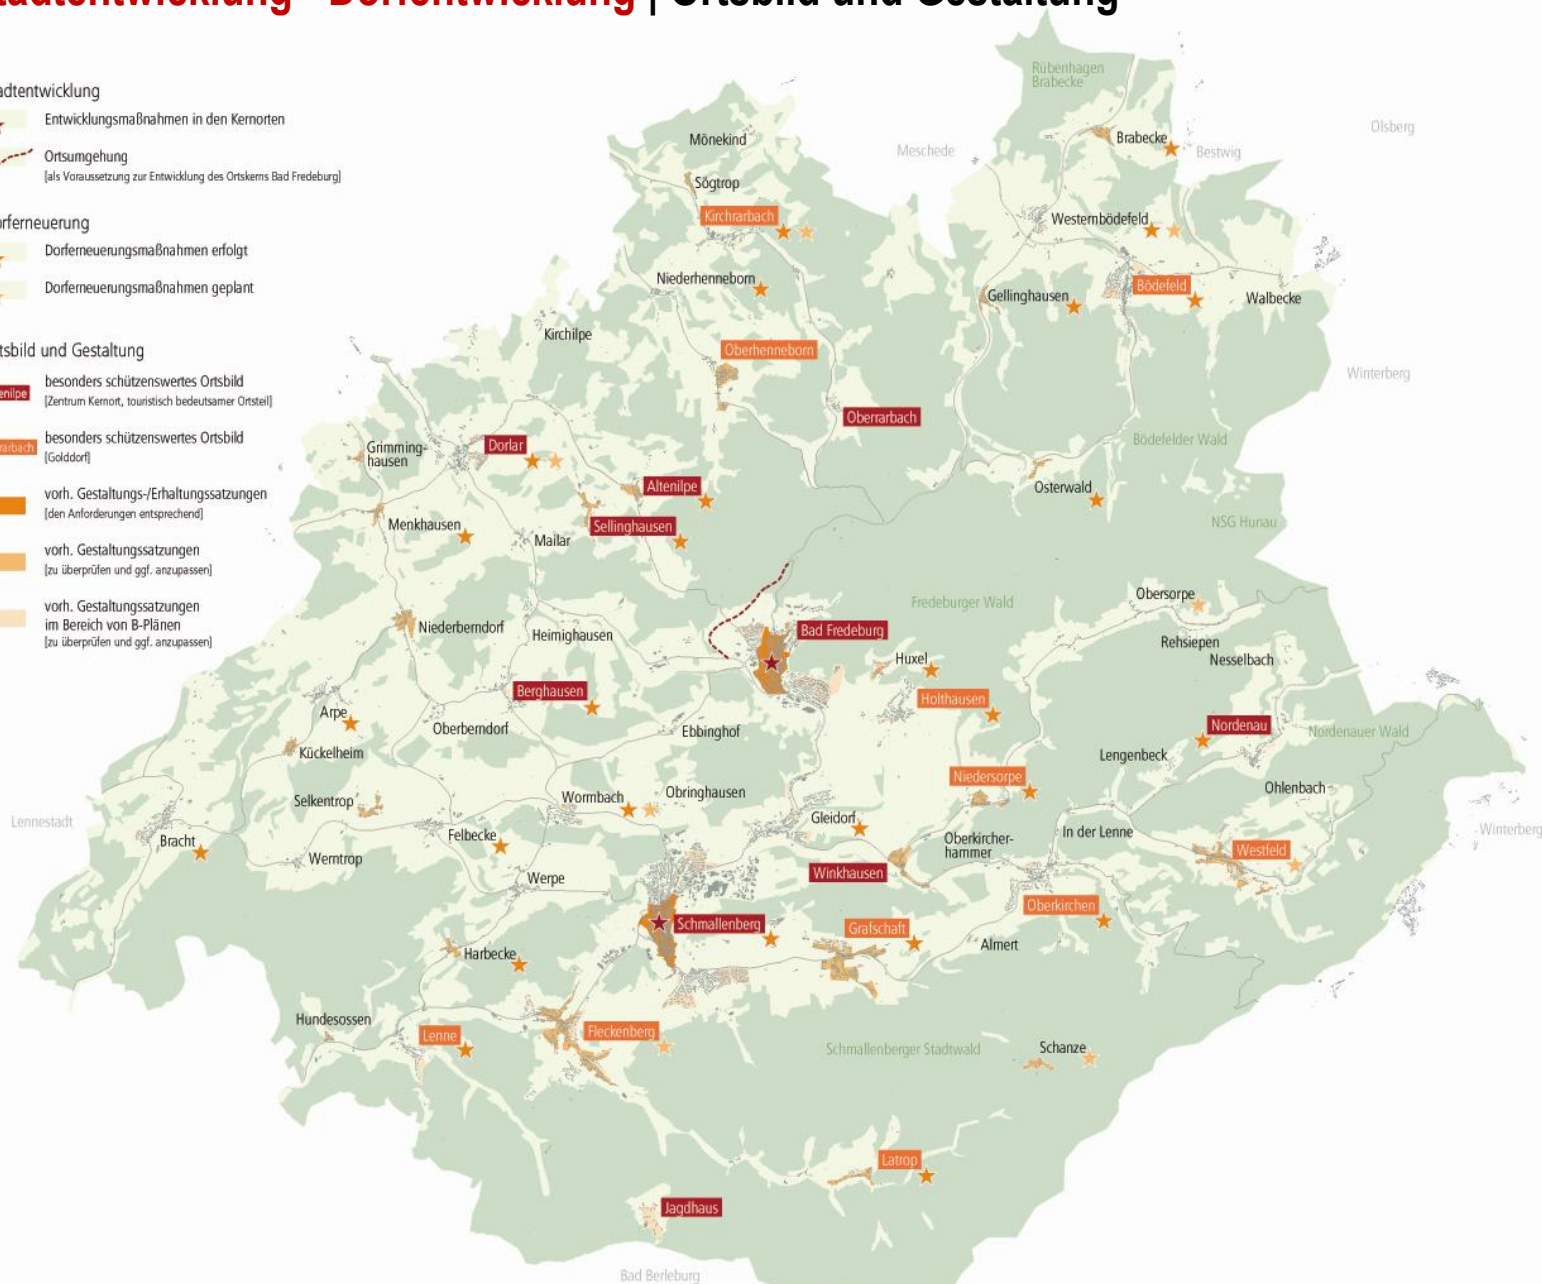 tadtentwicklung - Dorfentwicklung | Ortsbild und Gestaltung
adtentwicklung
Entwicklungsmaßnahmen in den Kernorten
Ortsumgehung
[als Voraussetzung zur Entwicklung des Ortskerns Bad Fredeburg]
orferneuerung
Dorferneuerungsmaßnahmen erfolgt
Dorferneuerungsmaßnahmen geplant
tsbild und Gestaltung
enilpe
besonders schützenswertes Ortsbild
[Zentrum Kernort, touristisch bedeutsamer Ortsteil]
rarbach
besonders schützenswertes Ortsbild
[Golddorf]
vorh. Gestaltungs-/Erhaltungssatzungen
[den Anforderungen entsprechend]
vorh. Gestaltungssatzungen
[zu überprüfen und ggf. anzupassen]
vorh. Gestaltungssatzungen
im Bereich von B-Plänen
[zu überprüfen und ggf. anzupassen]
Rübenhagen
Brabecke
Olsberg
Mönekind
Meschede
Brabecke
Bestwig
Sögtrop
Kirchrarbach
Westernbödefeld
Niederhenneborn
Gellinghausen
Bödefeld
Walbecke
Kirchilpe
Oberhenneborn
Winterberg
Oberrarbach
Bödefelder Wald
Grimming-
hausen
Dorlar
Altenilpe
Osterwald
Menkhausen
Sellinghausen
Mailar
NSG Hunau
Obersorpe
Fredeburger Wald
Niederberndorf
Heimighausen
Bad Fredeburg
Rehsiepen
Nesselbach
Huxel
Berghausen
Holthausen
Arpe
Oberberndorf
Ebbinghof
Nordenau
Nordenauer Wald
Kückelheim
Lengenbeck
Niedersorpe
Ohlenbach
Selkentrop
Wormbach
Obringhausen
Lennestadt
Gleidorf
Winterberg
Bracht
Felbecke
Oberkircher-
hammer
In der Lenne
Werntrop
Westfeld
Werpe
Winkhausen
Oberkirchen
Schmallenberg
Grafschaft
Almert
Harbecke
Hundesossen
Lenne
Fleckenberg
Schmallenberger Stadtwald
Schanze
Latrop
Jagdhaus
Bad Berleburg